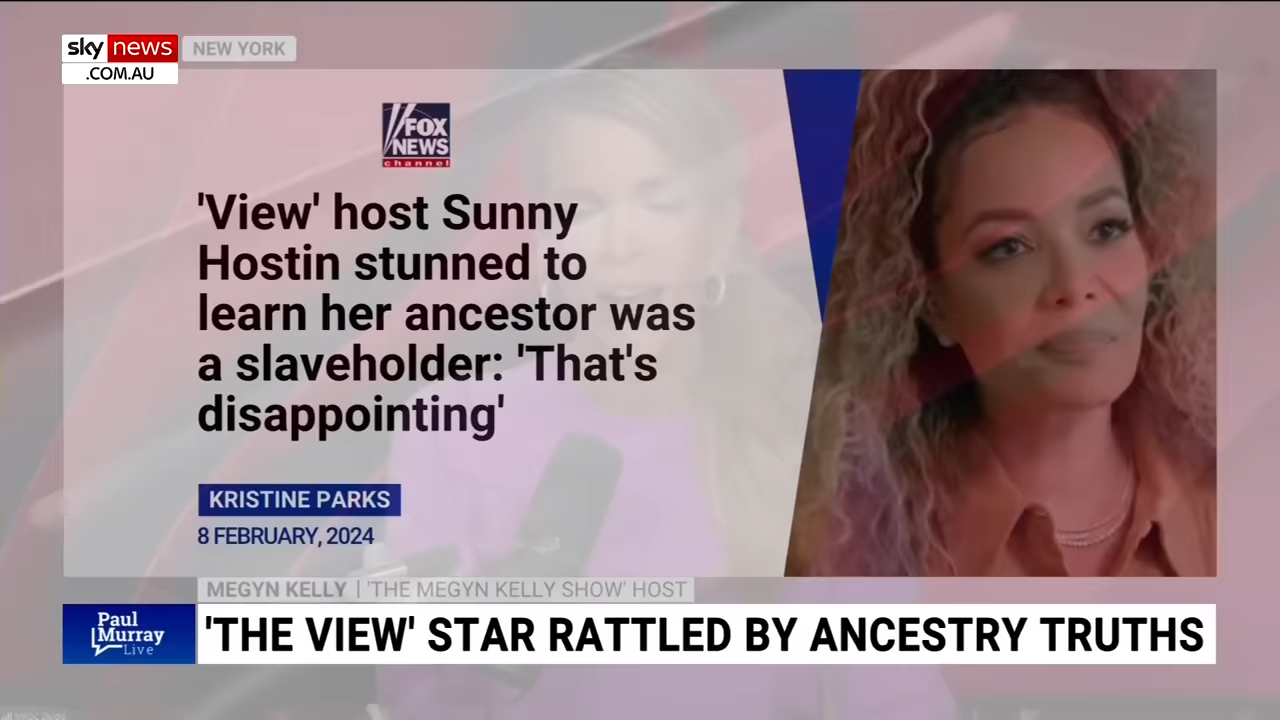 sky news
.COM.AU
NEW YORK
FOX
NEWS
channel
'View' host Sunny
Hostin stunned to
learn her ancestor was
a slaveholder: 'That's
disappointing'
KRISTINE PARKS
8 FEBRUARY, 2024
MEGYN KELLY | 'THE MEGYN KELLY SHOW' HOST
Paul
Murray
Live
'THE VIEW' STAR RATTLED BY ANCESTRY TRUTHS